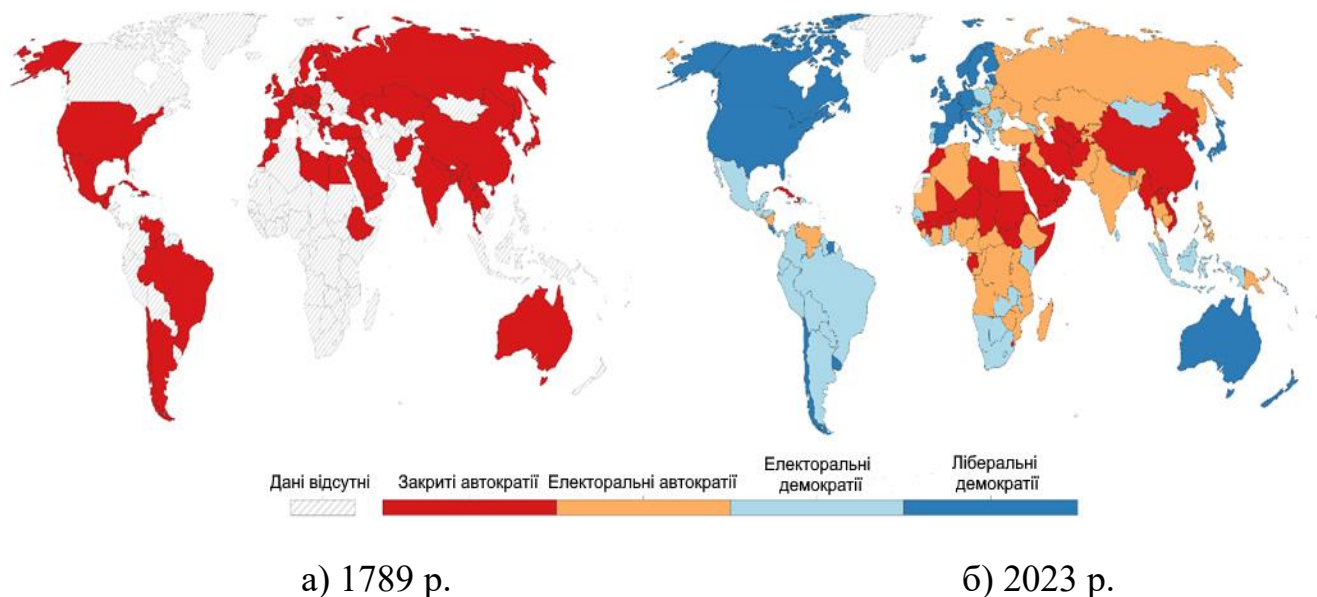 Дані відсутні
Закриті автократії
Електоральні автократії
Електоральні
демократії
Ліберальні
демократії
а) 1789 р.
б) 2023 р.